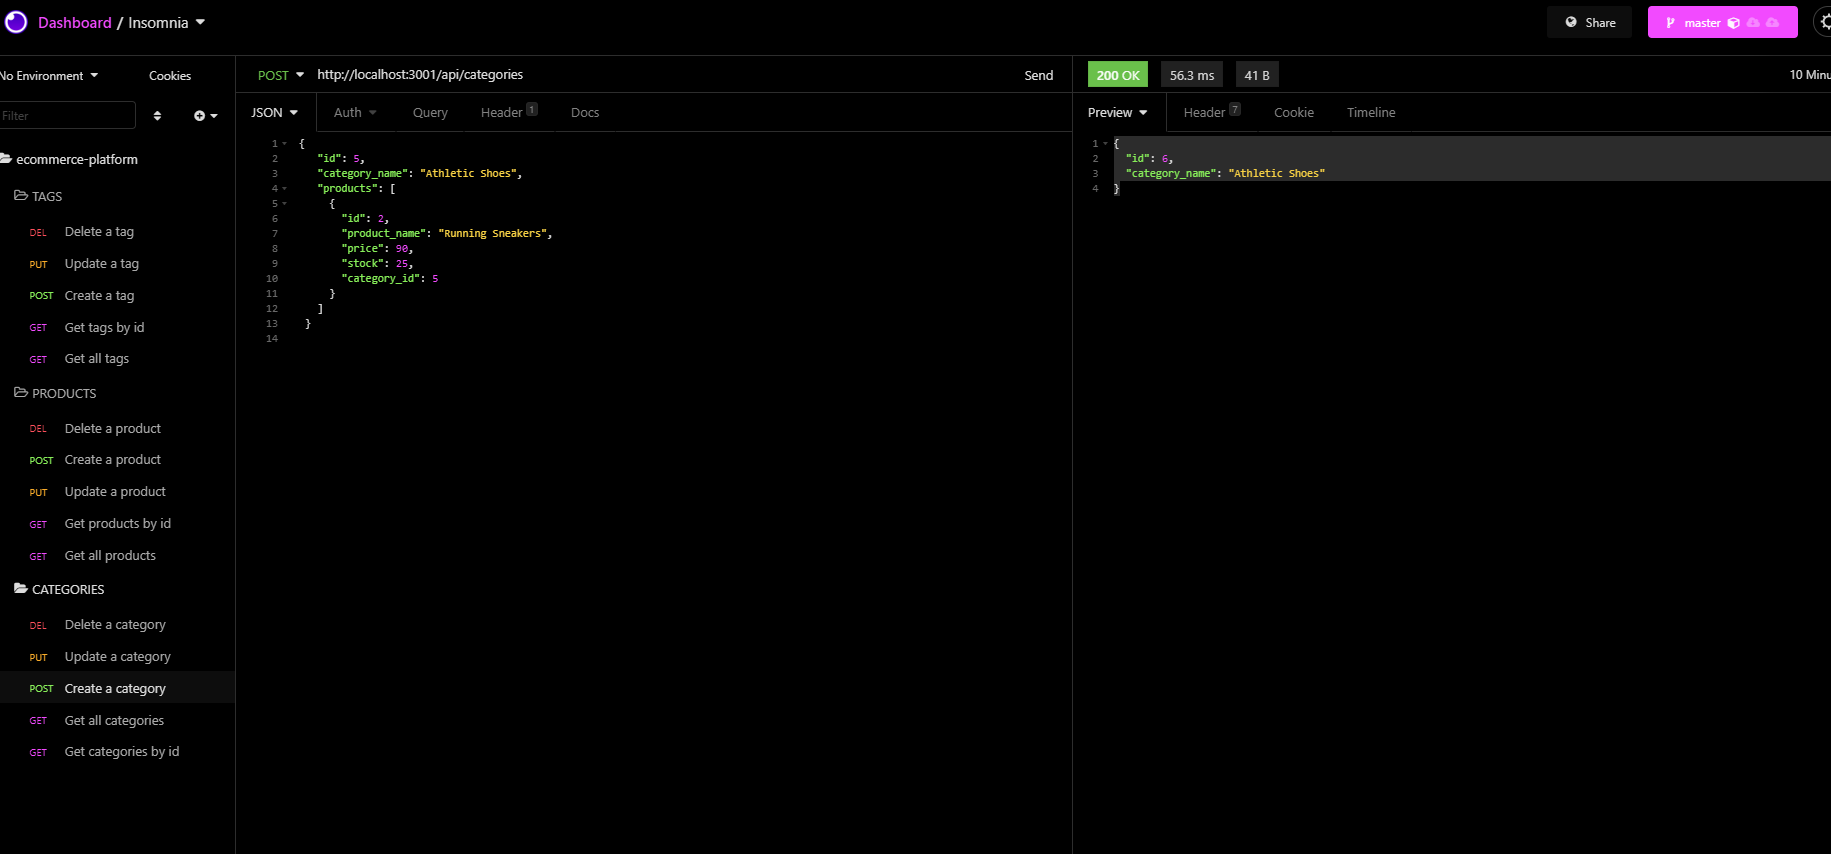 Dashboard / Insomnia
Share
master
No Environment
Cookies
POST http://localhost:3001/api/categories
Send
200 OK 56.3 ms 41 B
10 Minu
Filter
JSON Auth Query Header 1 Docs
Preview Header 7 Cookie Timeline
ecommerce-platform
TAGS
DEL Delete a tag
PUT Update a tag
POST Create a tag
GET Get tags by id
GET Get all tags
PRODUCTS
DEL Delete a product
POST Create a product
PUT Update a product
GET Get products by id
GET Get all products
CATEGORIES
DEL Delete a category
PUT Update a category
POST Create a category
GET Get all categories
GET Get categories by id
1 {
2 "id": 5,
3 "category_name": "Athletic Shoes",
4 "products": [
5 {
6 "id": 2,
7 "product_name": "Running Sneakers",
8 "price": 90,
9 "stock": 25,
10 "category_id": 5
11 }
12 ]
13 }
14
1 {
2 "id": 6,
3 "category_name": "Athletic Shoes"
4 }